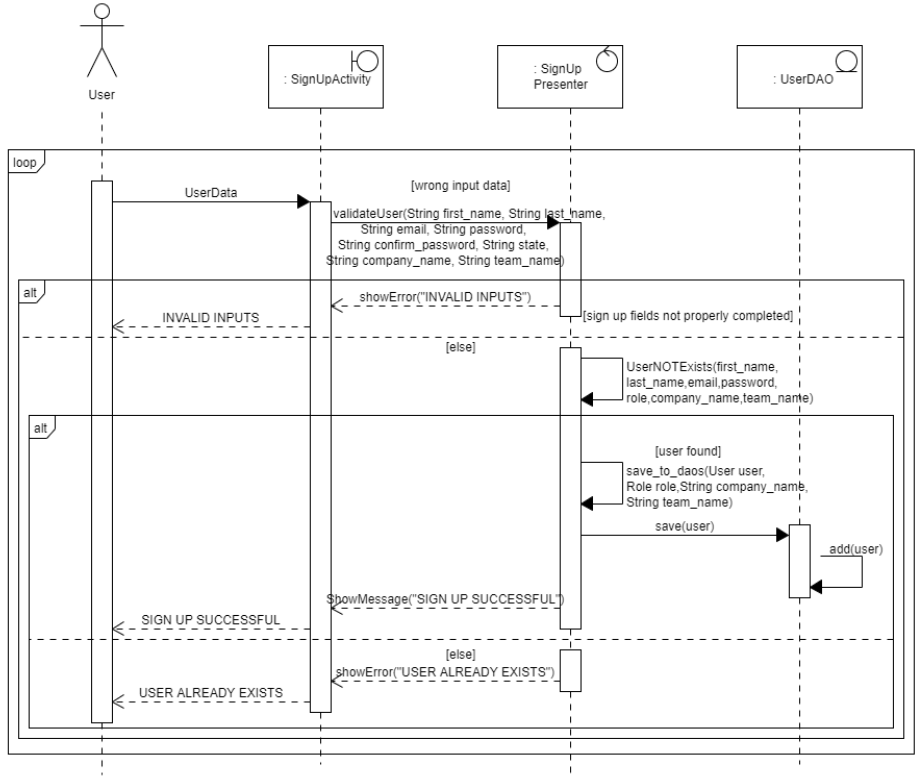 User
: SignUpActivity
: SignUp
Presenter
: UserDAO
loop
UserData
[wrong input data]
validateUser(String first_name, String last_name,
String email, String password,
String confirm_password, String state,
String company_name, String team_name)
alt
showError("INVALID INPUTS")
INVALID INPUTS
[sign up fields not properly completed]
[else]
UserNOTExists(first_name,
last_name,email,password,
role,company_name,team_name)
alt
[user found]
save_to_daos(User user,
Role role,String company_name,
String team_name)
save(user)
add(user)
ShowMessage("SIGN UP SUCCESSFUL")
SIGN UP SUCCESSFUL
[else]
showError("USER ALREADY EXISTS")
USER ALREADY EXISTS